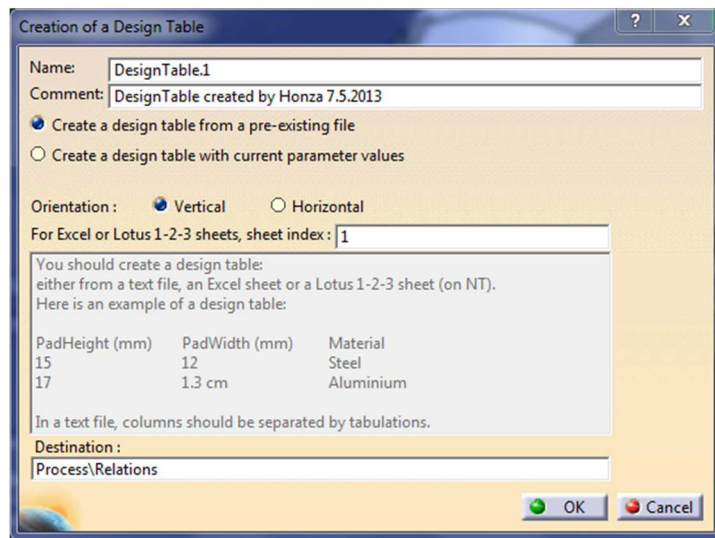 Creation of a Design Table
Name: DesignTable.1
Comment: DesignTable created by Honza 7.5.2013
Create a design table from a pre-existing file
Create a design table with current parameter values
Orientation : Vertical Horizontal
For Excel or Lotus 1-2-3 sheets, sheet index : 1
You should create a design table:
either from a text file, an Excel sheet or a Lotus 1-2-3 sheet (on NT).
Here is an example of a design table:
PadHeight (mm) PadWidth (mm) Material
15 12 Steel
17 1.3 cm Aluminium
In a text file, columns should be separated by tabulations.
Destination :
Process\Relations
OK Cancel